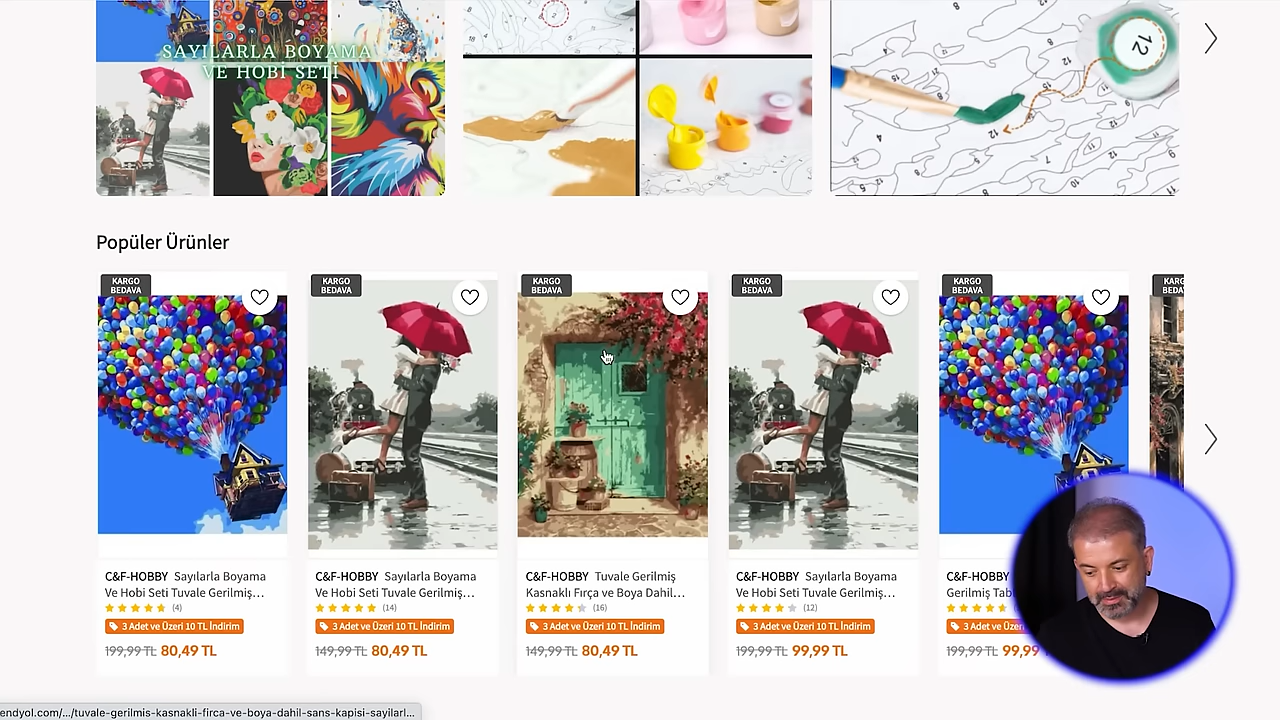 SAYILARLA BOYAMA
VE HOBİ SETİ
12
Popüler Ürünler
KARGO
BEDAVA
KARGO
BEDAVA
KARGO
BEDAVA
KARGO
BEDAVA
KARGO
BEDAVA
C&F-HOBBY Sayılarla Boyama
Ve Hobi Seti Tuvale Gerilmiş…
(4)
3 Adet ve Üzeri 10 TL İndirim
199,99 TL 80,49 TL
C&F-HOBBY Sayılarla Boyama
Ve Hobi Seti Tuvale Gerilmiş…
(14)
3 Adet ve Üzeri 10 TL İndirim
149,99 TL 80,49 TL
C&F-HOBBY Tuvale Gerilmiş
Kasnaklı Fırça ve Boya Dahil…
(16)
3 Adet ve Üzeri 10 TL İndirim
149,99 TL 80,49 TL
C&F-HOBBY Sayılarla Boyama
Ve Hobi Seti Tuvale Gerilmiş…
(12)
3 Adet ve Üzeri 10 TL İndirim
199,99 TL 99,99 TL
C&F-HOBBY
Gerilmiş
3 Adet ve
199,99 TL 99,99
endyol.com/…/tuvale-gerilmis-kasnakli-firca-ve-boya-dahil-sans-kapisi-sayilarl...